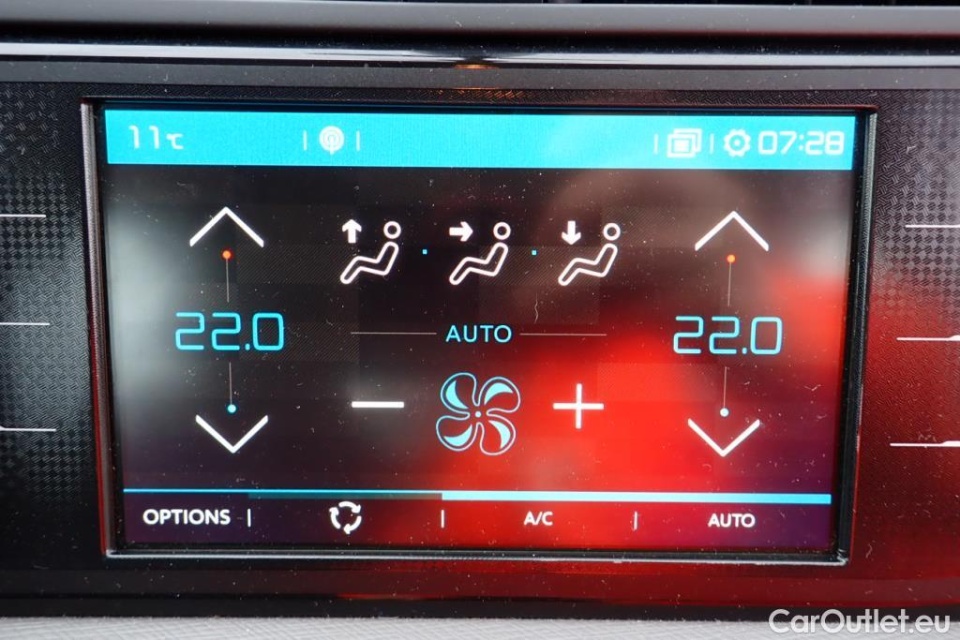 11°C
07:28
22.0
AUTO
22.0
OPTIONS | | A/C | AUTO
CarOutlet.eu